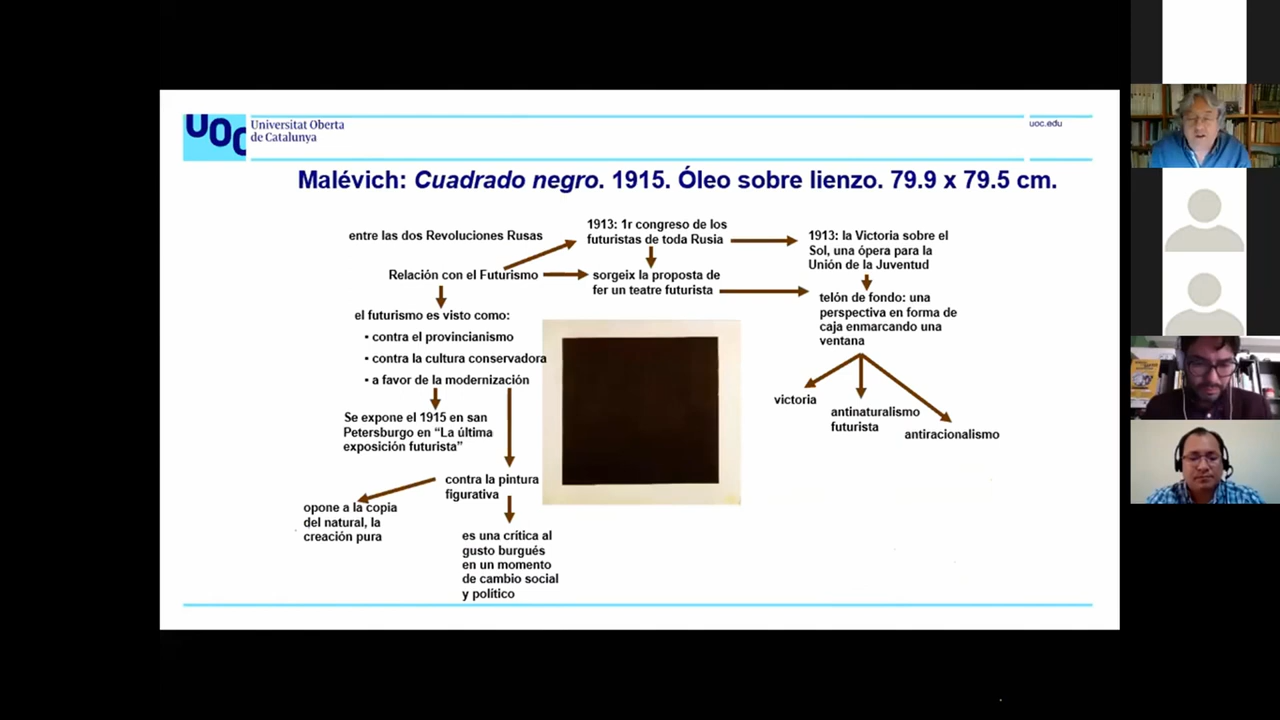 UOC
Universitat Oberta
de Catalunya
uoc.edu
Malévich: Cuadrado negro. 1915. Óleo sobre lienzo. 79.9 x 79.5 cm.
entre las dos Revoluciones Rusas
Relación con el Futurismo
el futurismo es visto como:
• contra el provincianismo
• contra la cultura conservadora
• a favor de la modernización
Se expone el 1915 en san
Petersburgo en “La última
exposición futurista”
contra la pintura
figurativa
opone a la copia
del natural, la
creación pura
es una crítica al
gusto burgués
en un momento
de cambio social
y político
1913: 1r congreso de los
futuristas de toda Rusia
sorgeix la proposta de
fer un teatre futurista
1913: la Victoria sobre el
Sol, una ópera para la
Unión de la Juventud
telón de fondo: una
perspectiva en forma de
caja enmarcando una
ventana
victoria
antinaturalismo
futurista
antiracionalismo